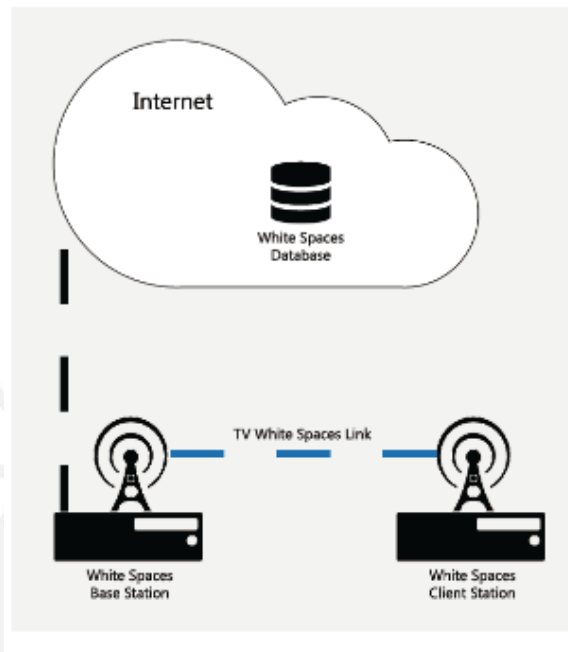 Internet
White Spaces
Database
TV White Spaces Link
White Spaces
Base Station
White Spaces
Client Station